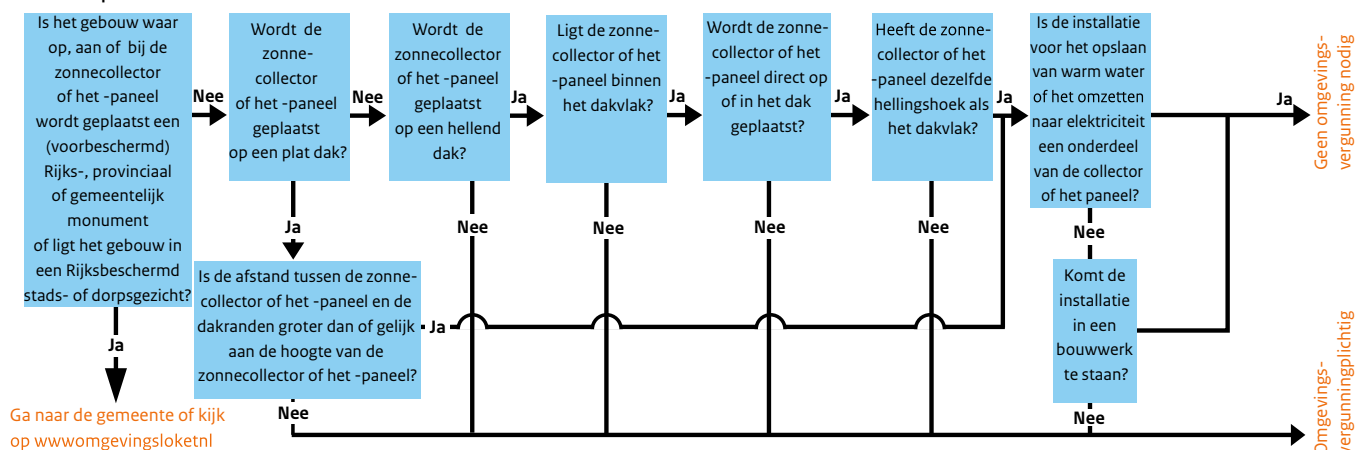 Is het gebouw waar
op, aan of bij de
zonnecollector
of het -paneel
wordt geplaatst een
(voorbeschermd)
Rijks-, provinciaal
of gemeentelijk
monument
of ligt het gebouw in
een Rijksbeschermd
stads- of dorpsgezicht?
Nee
Ja
Ga naar de gemeente of kijk
op wwwomgevingsloketnl
Wordt de
zonne-
collector
of het -paneel
geplaatst
op een plat dak?
Nee
Ja
Is de afstand tussen de zonne-
collector of het -paneel en de
dakranden groter dan of gelijk
aan de hoogte van de
zonnecollector of het -paneel?
Ja
Nee
Wordt de
zonnecollector
of het -paneel
geplaatst
op een hellend
dak?
Ja
Nee
Ligt de zonne-
collector of het
-paneel binnen
het dakvlak?
Ja
Nee
Wordt de zonne-
collector of het
-paneel direct op
of in het dak
geplaatst?
Ja
Nee
Heeft de zonne-
collector of het
-paneel dezelfde
hellingshoek als
het dakvlak?
Ja
Nee
Is de installatie
voor het opslaan
van warm water
of het omzetten
naar elektriciteit
een onderdeel
van de collector
of het paneel?
Ja
Nee
Komt de
installatie
in een
bouwwerk
te staan?
Nee
Geen omgevings-
vergunning nodig
Omgevings-
vergunningplichtig